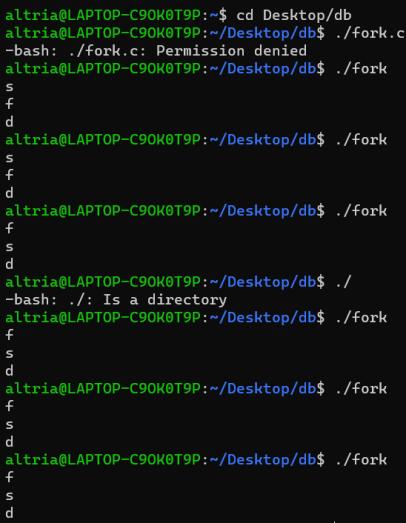 altria@LAPTOP-C9OK0T9P:~$ cd Desktop/db
altria@LAPTOP-C9OK0T9P:~/Desktop/db$ ./fork.c
-bash: ./fork.c: Permission denied
altria@LAPTOP-C9OK0T9P:~/Desktop/db$ ./fork
s
f
d
altria@LAPTOP-C9OK0T9P:~/Desktop/db$ ./fork
s
f
d
altria@LAPTOP-C9OK0T9P:~/Desktop/db$ ./fork
f
s
d
altria@LAPTOP-C9OK0T9P:~/Desktop/db$ ./
-bash: ./: Is a directory
altria@LAPTOP-C9OK0T9P:~/Desktop/db$ ./fork
f
s
d
altria@LAPTOP-C9OK0T9P:~/Desktop/db$ ./fork
f
s
d
altria@LAPTOP-C9OK0T9P:~/Desktop/db$ ./fork
f
s
d